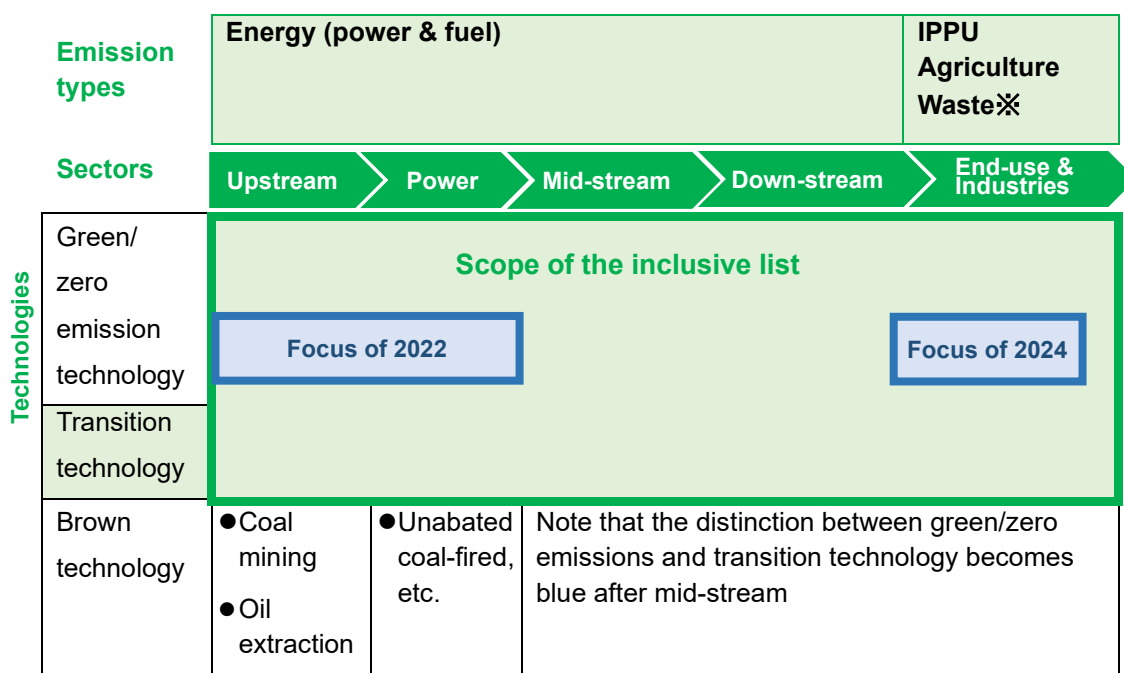 Emission
types
Energy (power & fuel)
IPPU
Agriculture
Waste※
Sectors
Upstream
Power
Mid-stream
Down-stream
End-use &
Industries
Technologies
Green/
zero
emission
technology
Scope of the inclusive list
Focus of 2022
Focus of 2024
Transition
technology
Brown
technology
●Coal
mining
●Oil
extraction
●Unabated
coal-fired,
etc.
Note that the distinction between green/zero
emissions and transition technology becomes
blue after mid-stream